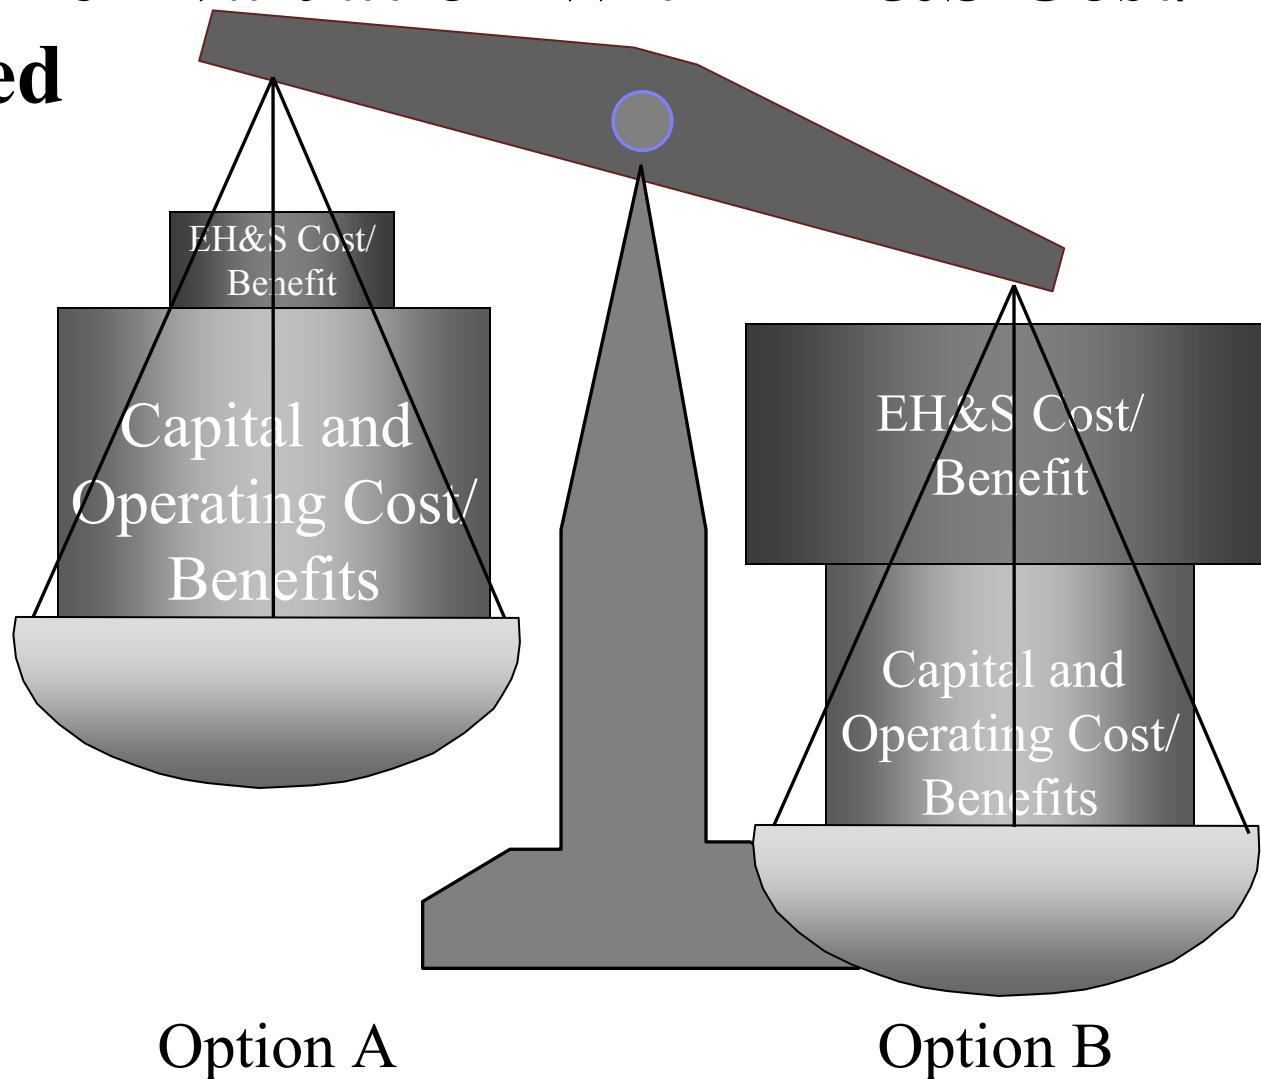 ed
EH&S Cost/
Benefit
Capital and
Operating Cost/
Benefits
EH&S Cost/
Benefit
Capital and
Operating Cost/
Benefits
Option A
Option B